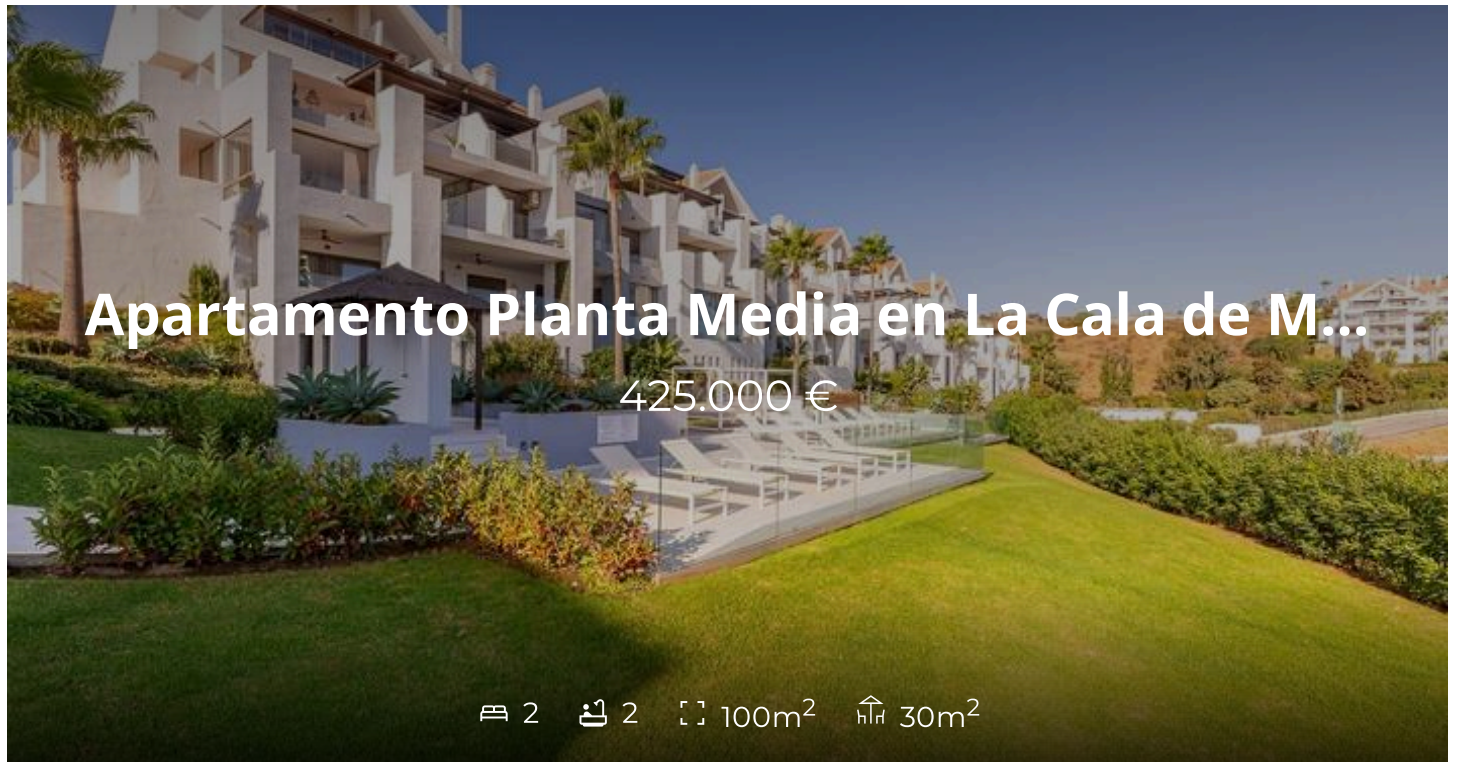 Apartamento Planta Media en La Cala de M...
425.000 €
2 2 100m² 30m²